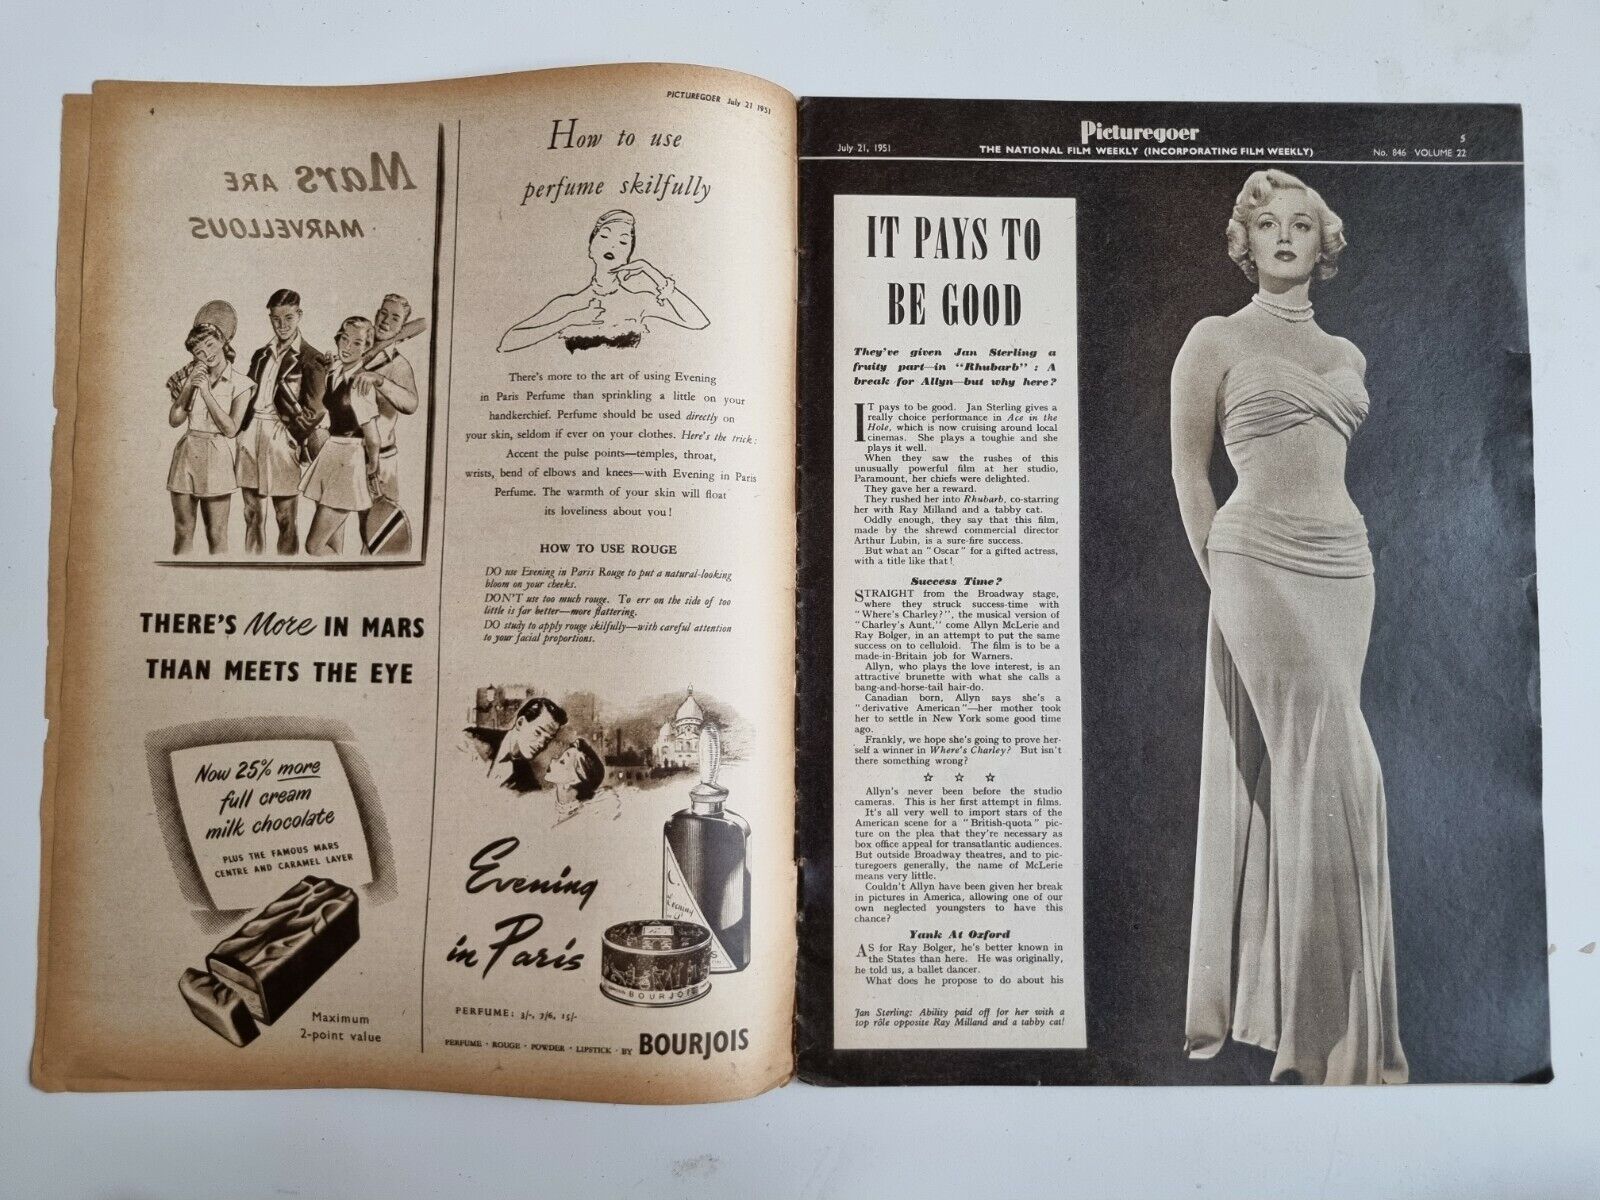 4
PICTUREGOER July 21 1951
Mars ARE
MARVELLOUS
THERE'S More IN MARS
THAN MEETS THE EYE
Now 25% more
full cream
milk chocolate
PLUS THE FAMOUS MARS
CENTRE AND CARAMEL LAYER
Maximum
2-point value
How to use
perfume skilfully
There's more to the art of using Evening
in Paris Perfume than sprinkling a little on your
handkerchief. Perfume should be used directly on
your skin, seldom if ever on your clothes. Here's the trick:
Accent the pulse points—temples, throat,
wrists, bend of elbows and knees—with Evening in Paris
Perfume. The warmth of your skin will float
its loveliness about you!
HOW TO USE ROUGE
DO use Evening in Paris Rouge to put a natural-looking
bloom on your cheeks.
DON'T use too much rouge. To err on the side of too
little is far better—more flattering.
DO study to apply rouge skilfully—with careful attention
to your facial proportions.
Evening
in Paris
BOURJOIS
PERFUME: 3/-, 7/6, 15/-
PERFUME · ROUGE · POWDER · LIPSTICK · BY BOURJOIS
Picturegoer
5
July 21, 1951
THE NATIONAL FILM WEEKLY (INCORPORATING FILM WEEKLY)
No. 846 VOLUME 22
IT PAYS TO
BE GOOD
They've given Jan Sterling a
fruity part—in "Rhubarb" : A
break for Allyn—but why here?
IT pays to be good. Jan Sterling gives a
really choice performance in Ace in the
Hole, which is now cruising around local
cinemas. She plays a toughie and she
plays it well.
When they saw the rushes of this
unusually powerful film at her studio,
Paramount, her chiefs were delighted.
They gave her a reward.
They rushed her into Rhubarb, co-starring
her with Ray Milland and a tabby cat.
Oddly enough, they say that this film,
made by the shrewd commercial director
Arthur Lubin, is a sure-fire success.
But what an "Oscar" for a gifted actress,
with a title like that!
Success Time?
STRAIGHT from the Broadway stage,
where they struck success-time with
"Where's Charley?", the musical version of
"Charley's Aunt," come Allyn McLerie and
Ray Bolger, in an attempt to put the same
success on to celluloid. The film is to be a
made-in-Britain job for Warners.
Allyn, who plays the love interest, is an
attractive brunette with what she calls a
bang-and-horse-tail hair-do.
Canadian born, Allyn says she's a
"derivative American"—her mother took
her to settle in New York some good time
ago.
Frankly, we hope she's going to prove her-
self a winner in Where's Charley? But isn't
there something wrong?
☆ ☆ ☆
Allyn's never been before the studio
cameras. This is her first attempt in films.
It's all very well to import stars of the
American scene for a "British-quota" pic-
ture on the plea that they're necessary as
box office appeal for transatlantic audiences.
But outside Broadway theatres, and to pic-
turegoers generally, the name of McLerie
means very little.
Couldn't Allyn have been given her break
in pictures in America, allowing one of our
own neglected youngsters to have this
chance?
Yank At Oxford
AS for Ray Bolger, he's better known in
the States than here. He was originally,
he told us, a ballet dancer.
What does he propose to do about his
Jan Sterling: Ability paid off for her with a
top rôle opposite Ray Milland and a tabby cat!